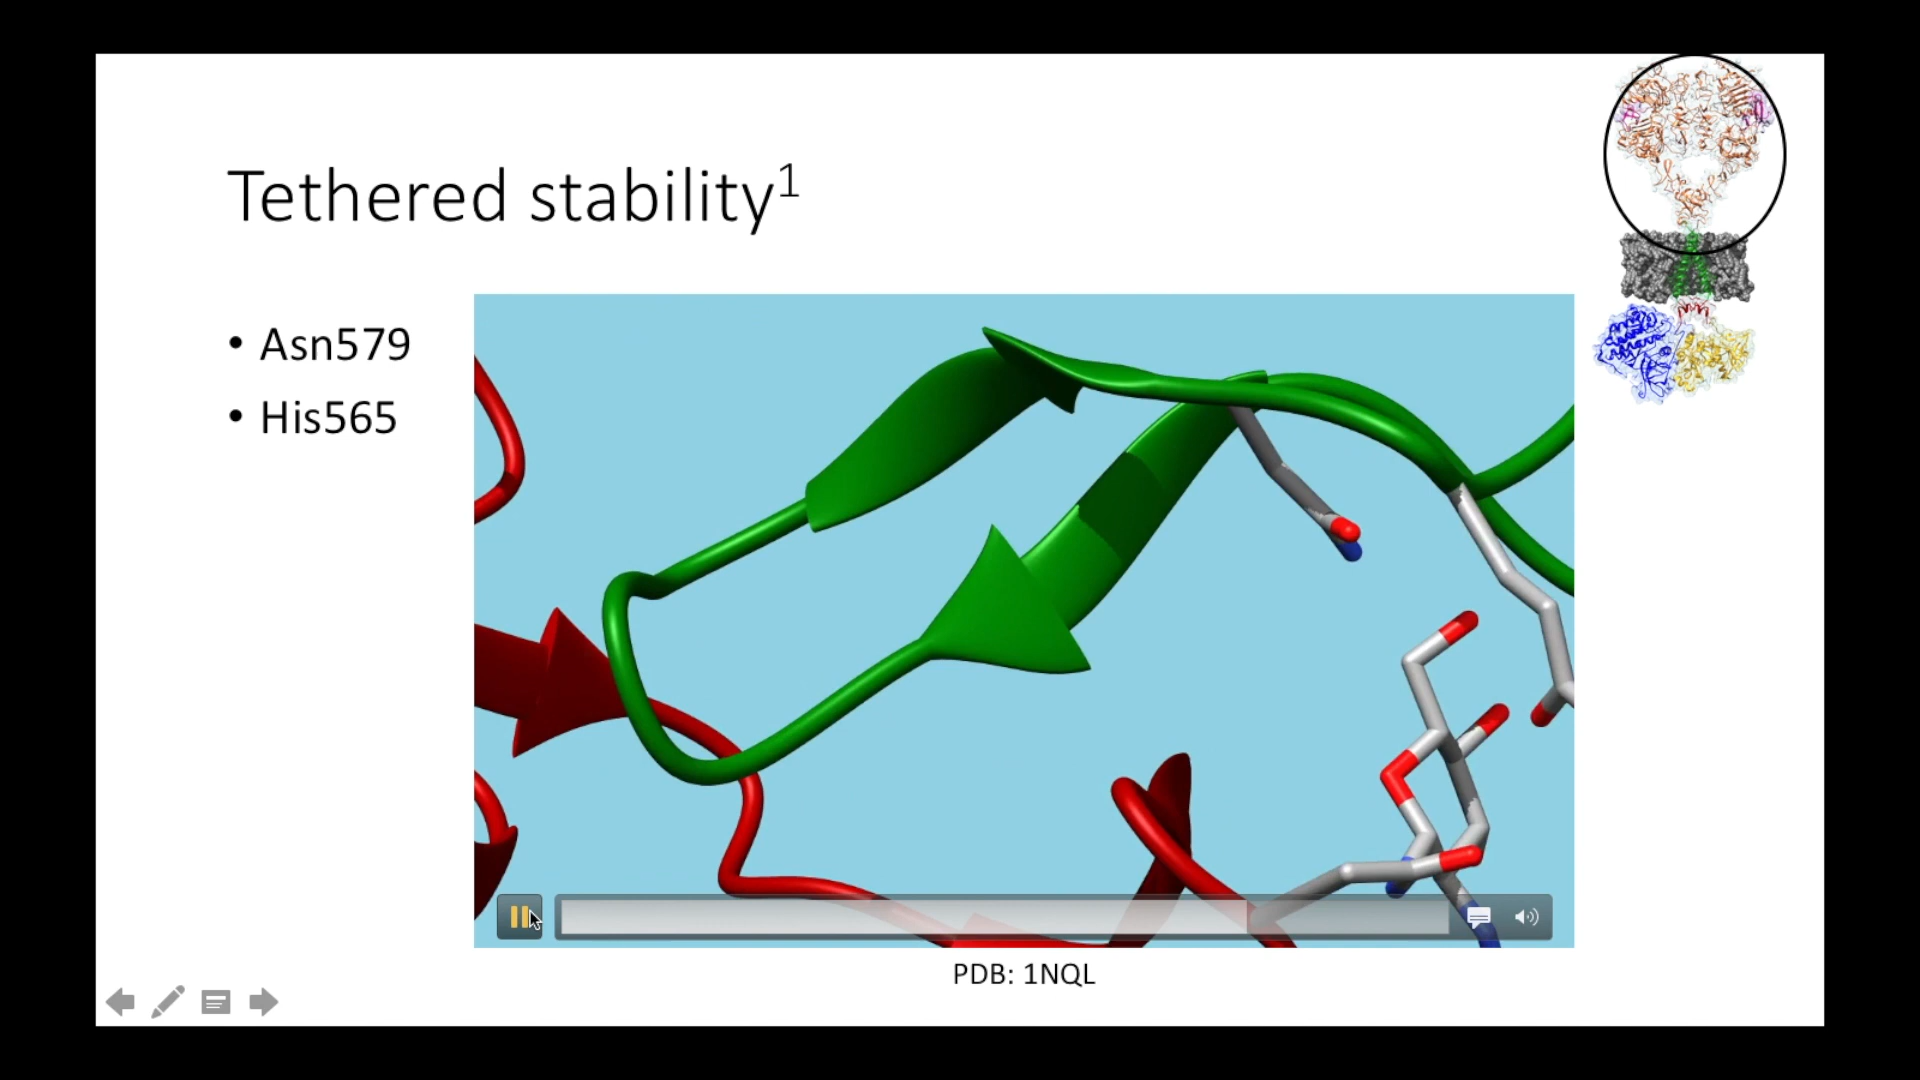 Tethered stability¹
• Asn579
• His565
PDB: 1NQL